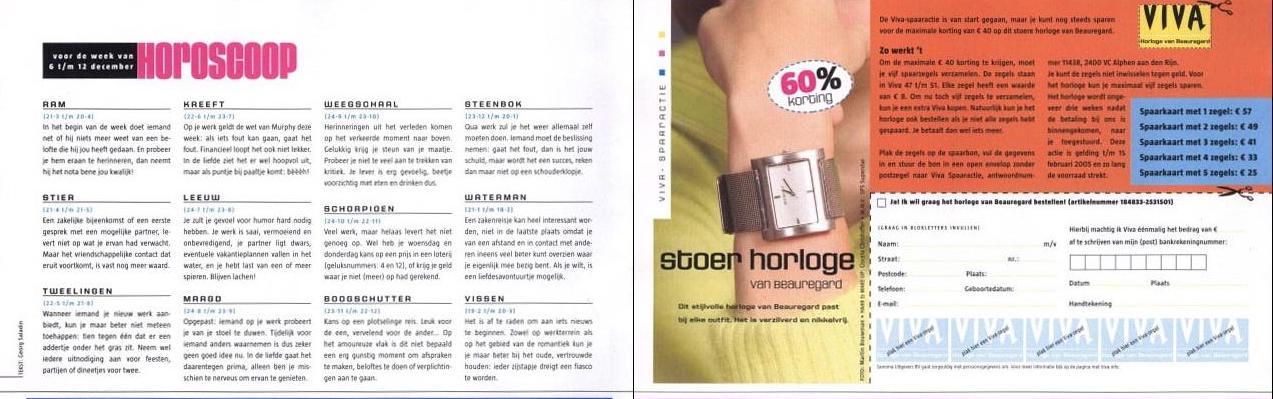 voor de week van
6 t/m 12 december
HOROSCOOP
RAM
(21-3 t/m 20-4)
In het begin van de week doet iemand
net of hij niets meer weet van een be-
lofte die hij jou heeft gedaan. En probeer
je hem eraan te herinneren, dan neemt
hij het nota bene jou kwalijk!
STIER
(21-4 t/m 21-5)
Een zakelijke bijeenkomst of een eerste
gesprek met een mogelijke partner, le-
vert niet op wat je ervan had verwacht.
Maar het vriendschappelijke contact dat
eruit voortkomt, is vast nog meer waard.
TWEELINGEN
(22-5 t/m 21-6)
Wanneer iemand je nieuw werk aan-
biedt, kun je maar beter niet meteen
toehappen: tien tegen één dat er een
addertje onder het gras zit. Neem wel
iedere uitnodiging aan voor feesten,
partijen of dineetjes voor twee.
TEKST: Georg Saladin
KREEFT
(22-6 t/m 23-7)
Op je werk geldt de wet van Murphy deze
week: als iets fout kan gaan, gaat het
fout. Financieel loopt het ook niet lekker.
In de liefde ziet het er wel hoopvol uit,
maar als puntje bij paaltje komt: bèèèh!
LEEUW
(24-7 t/m 23-8)
Je zult je gevoel voor humor hard nodig
hebben. Je werk is saai, vermoeiend en
onbevredigend, je partner ligt dwars,
eventuele vakantieplannen vallen in het
water, en je hebt last van een of meer
spieren. Blijven lachen!
MAAGD
(24-8 t/m 23-9)
Opgepast: iemand op je werk probeert
je van je stoel te duwen. Tijdelijk voor
iemand anders waarnemen is dus zeker
geen goed idee nu. In de liefde gaat het
daarentegen prima, alleen ben je mis-
schien te nerveus om ervan te genieten.
WEEGSCHAAL
(24-9 t/m 23-10)
Herinneringen uit het verleden komen
op het verkeerde moment naar boven.
Gelukkig krijg je steun van je maatje.
Probeer je niet te veel aan te trekken van
kritiek. Je lever is erg gevoelig, beetje
voorzichtig met eten en drinken dus.
SCHORPIOEN
(24-10 t/m 22-11)
Veel werk, maar helaas levert het niet
genoeg op. Wel heb je woensdag en
donderdag kans op een prijs in een loterij
(geluksnummers: 4 en 12), of krijg je geld
waar je niet (meer) op had gerekend.
BOOGSCHUTTER
(23-11 t/m 22-12)
Kans op een plotselinge reis. Leuk voor
de een, vervelend voor de ander... Op
het amoureuze vlak is dit niet bepaald
een erg gunstig moment om afspraken
te maken, beloftes te doen of verplichtin-
gen aan te gaan.
STEENBOK
(23-12 t/m 20-1)
Qua werk zul je het weer allemaal zelf
moeten doen. Iemand moet de beslissing
nemen: gaat het fout, dan is het jouw
schuld, maar wordt het een succes, reken
dan maar niet op een schouderklopje.
WATERMAN
(21-1 t/m 18-2)
Een zakenreisje kan heel interessant wor-
den, niet in de laatste plaats omdat je
van een afstand en in contact met ande-
ren ineens veel beter kunt overzien waar
je eigenlijk mee bezig bent. Als je wilt, is
een liefdesavontuurtje mogelijk.
VISSEN
(19-2 t/m 20-3)
Het is af te raden om aan iets nieuws
te beginnen. Zowel op werkterrein als
op het gebied van de romantiek kun je
je maar beter bij het oude, vertrouwde
houden: ieder zijstapje dreigt een fiasco
te worden.
VIVA- SPAARACTIE
60%
korting
stoer horloge
van Beauregard
Dit stijlvolle horloge van Beauregard past
bij elke outfit. Het is verzilverd en nikkelvrij.
De Viva-spaaractie is van start gegaan, maar je kunt nog steeds sparen
voor de maximale korting van € 40 op dit stoere horloge van Beauregard.
VIVA
Horloge van Beauregard
Zo werkt 't
Om de maximale € 40 korting te krijgen, moet
je vijf spaarzegels verzamelen. De zegels staan
in Viva 47 t/m 51. Elke zegel heeft een waarde
van € 8. Om nu toch vijf zegels te verzamelen,
kun je een extra Viva kopen. Natuurlijk kun je het
horloge ook bestellen als je niet alle zegels hebt
gespaard. Je betaalt dan wel iets meer.
Plak de zegels op de spaarbon, vul de gegevens
in en stuur de bon in een open envelop zonder
postzegel naar Viva Spaaractie, antwoordnum-
mer 11438, 2400 VC Alphen aan den Rijn.
Je kunt de zegels niet inwisselen tegen geld. Voor
het horloge kun je maximaal vijf zegels sparen.
Het horloge wordt onge-
veer drie weken nadat
de betaling bij ons is
binnengekomen, naar
je toegestuurd. Deze
actie is geldig t/m 15
februari 2005 en zo lang
de voorraad strekt.
Spaarkaart met 1 zegel: € 57
Spaarkaart met 2 zegels: € 49
Spaarkaart met 3 zegels: € 41
Spaarkaart met 4 zegels: € 33
Spaarkaart met 5 zegels: € 25
Ja! Ik wil graag het horloge van Beauregard bestellen! (artikelnummer 184833-2531501)
(GRAAG IN BLOKLETTERS INVULLEN)
Naam: m/v
Straat: nr.:
Postcode: Plaats:
Telefoon: Geboortedatum:
E-mail:
Hierbij machtig ik Viva éénmalig het bedrag van €
af te schrijven van mijn (post) bankrekeningnummer:
Datum Plaats
Handtekening
VIVA VIVA VIVA VIVA VIVA
plak hier een Viva-zegel plak hier een Viva-zegel plak hier een Viva-zegel plak hier een Viva-zegel plak hier een Viva-zegel